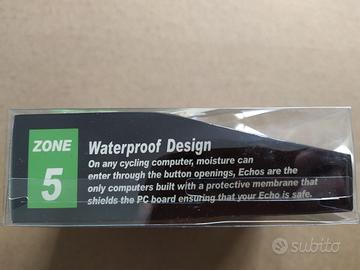 ZONE
5
Waterproof Design
On any cycling computer, moisture can
enter through the button openings, Echos are the
only computers built with a protective membrane that
shields the PC board ensuring that your Echo is safe.
subito